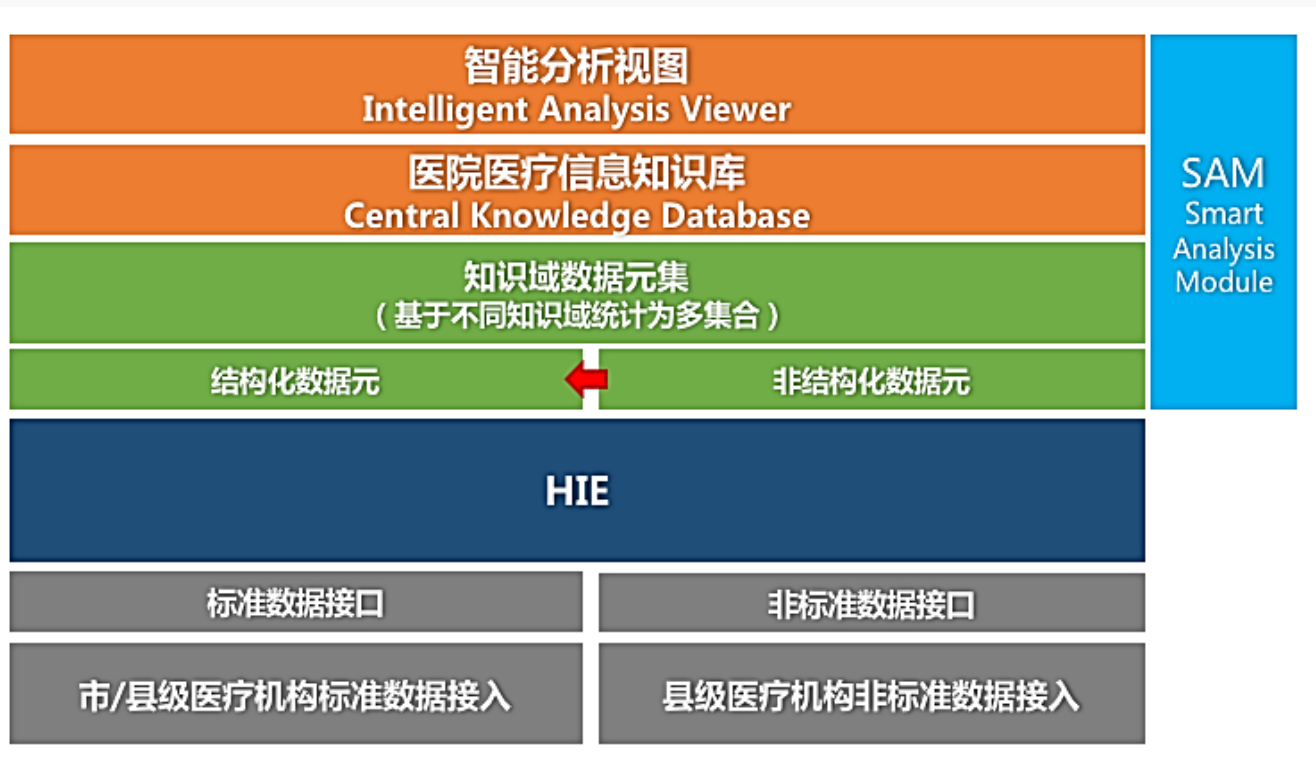 智能分析视图
Intelligent Analysis Viewer
医院医疗信息知识库
Central Knowledge Database
知识域数据元集
（基于不同知识域统计为多集合）
结构化数据元
非结构化数据元
SAM
Smart
Analysis
Module
HIE
标准数据接口
非标准数据接口
市/县级医疗机构标准数据接入
县级医疗机构非标准数据接入